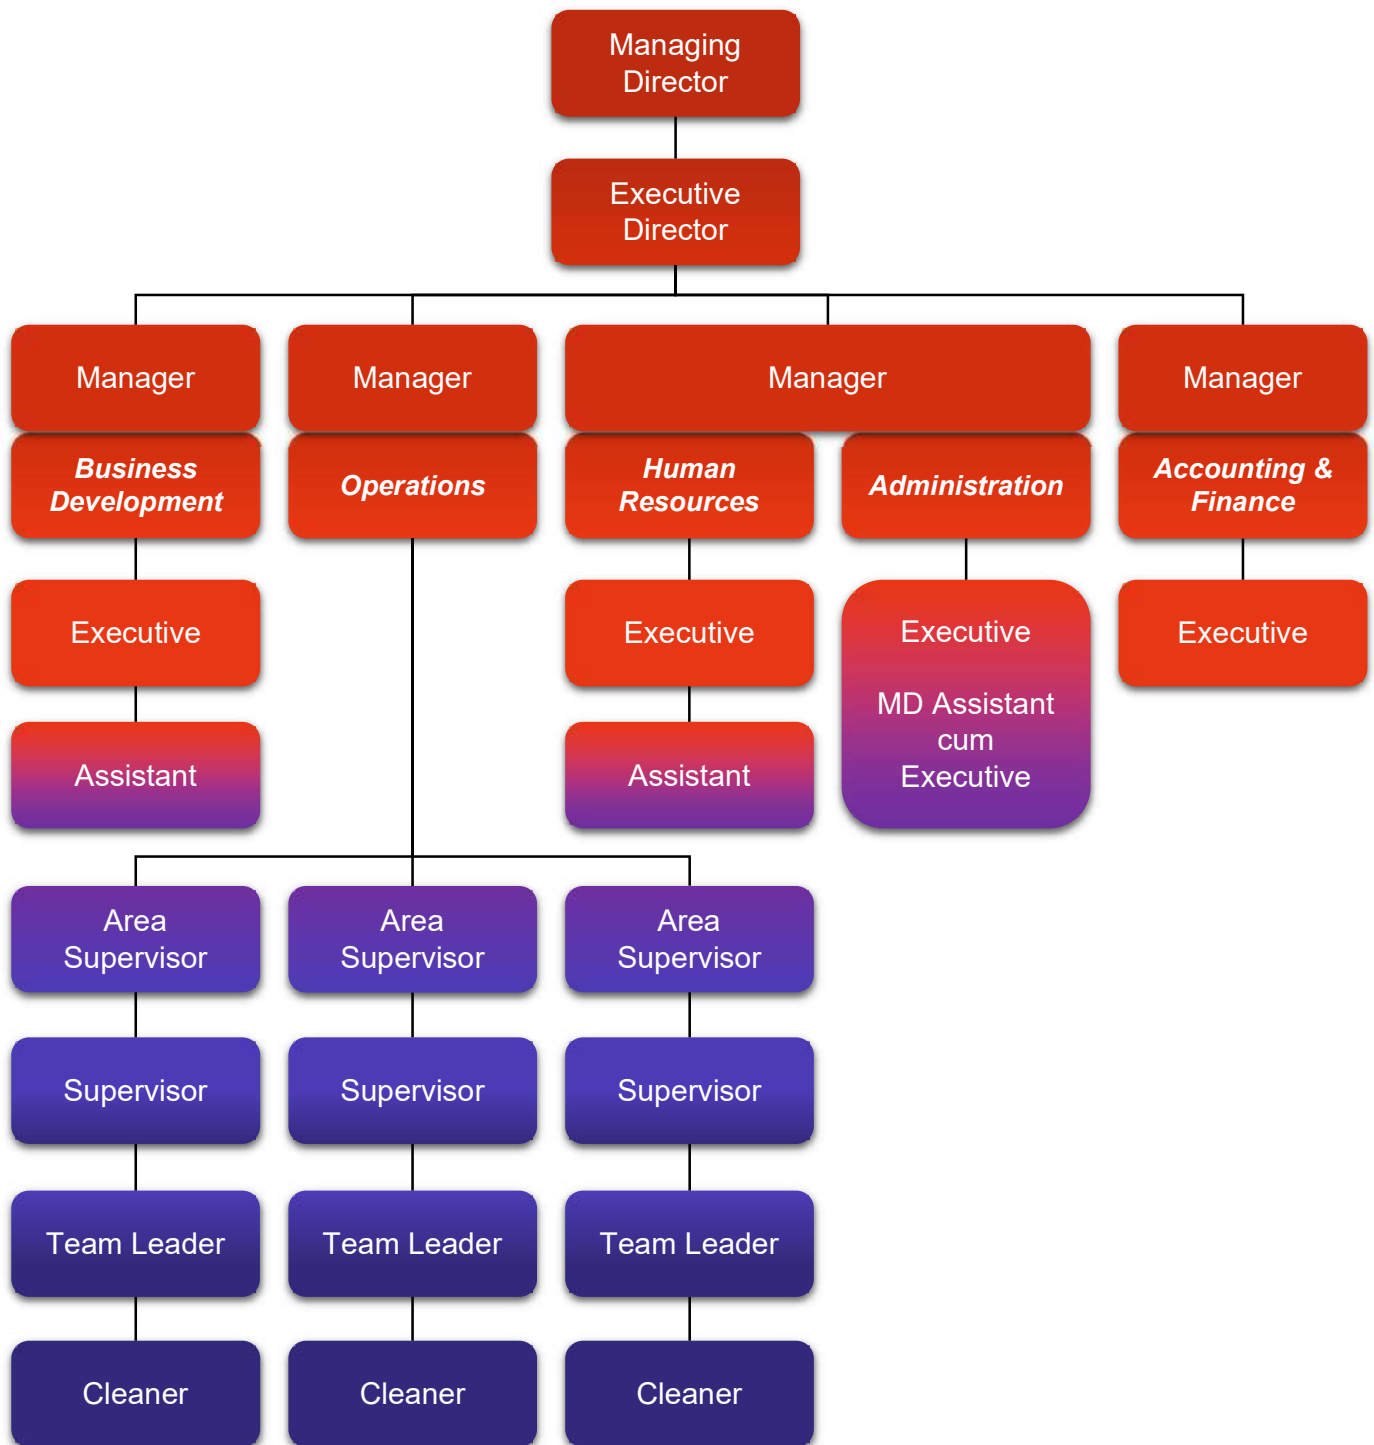 Managing
Director
Executive
Director
Manager
Manager
Manager
Manager
Business
Development
Operations
Human
Resources
Administration
Accounting &
Finance
Executive
Executive
Executive
MD Assistant
cum
Executive
Executive
Assistant
Assistant
Area
Supervisor
Area
Supervisor
Area
Supervisor
Supervisor
Supervisor
Supervisor
Team Leader
Team Leader
Team Leader
Cleaner
Cleaner
Cleaner